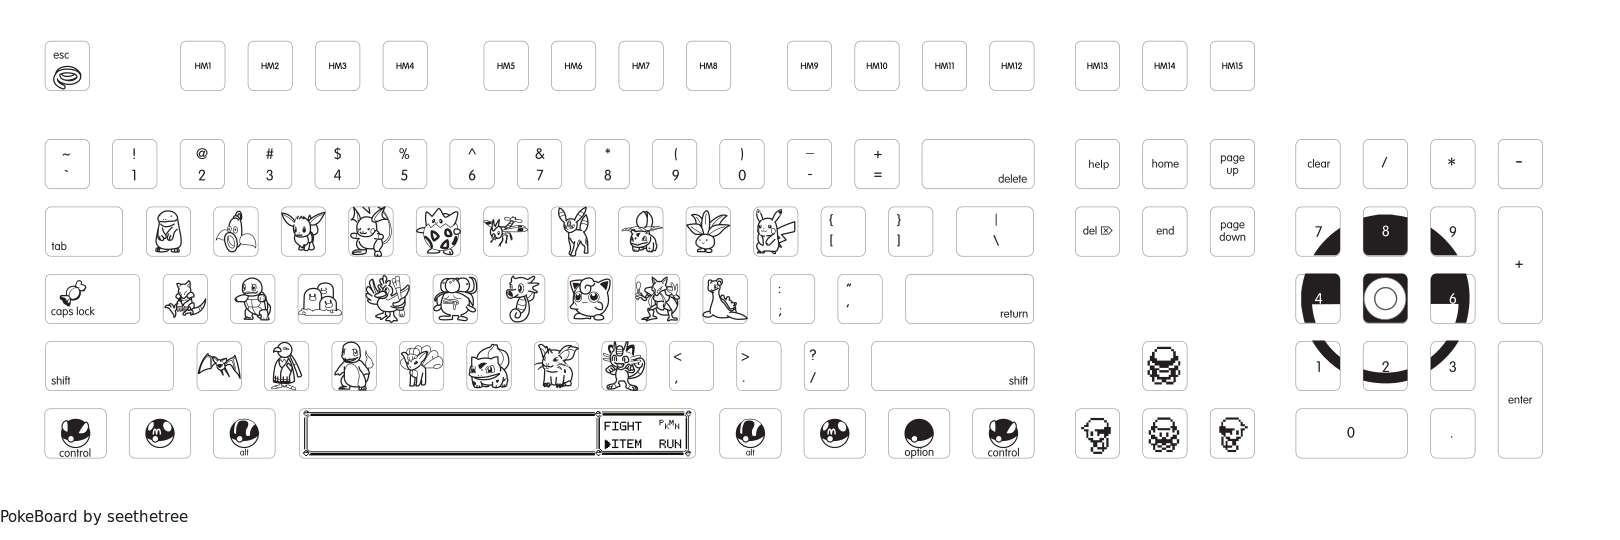 esc
HM1 HM2 HM3 HM4 HM5 HM6 HM7 HM8 HM9 HM10 HM11 HM12 HM13 HM14 HM15
~ ! @ # $ % ^ & * ( ) — +
` 1 2 3 4 5 6 7 8 9 0 - = delete
help home page up clear / * -
tab { } |
[ ] \
del ⌦ end page down 7 8 9 +
caps lock : "
; ' return
4 6
shift < > ?
, . / shift
1 2 3 enter
control M alt
FIGHT PKMN
▶ITEM RUN
alt M option control
0 .
PokeBoard by seethetree